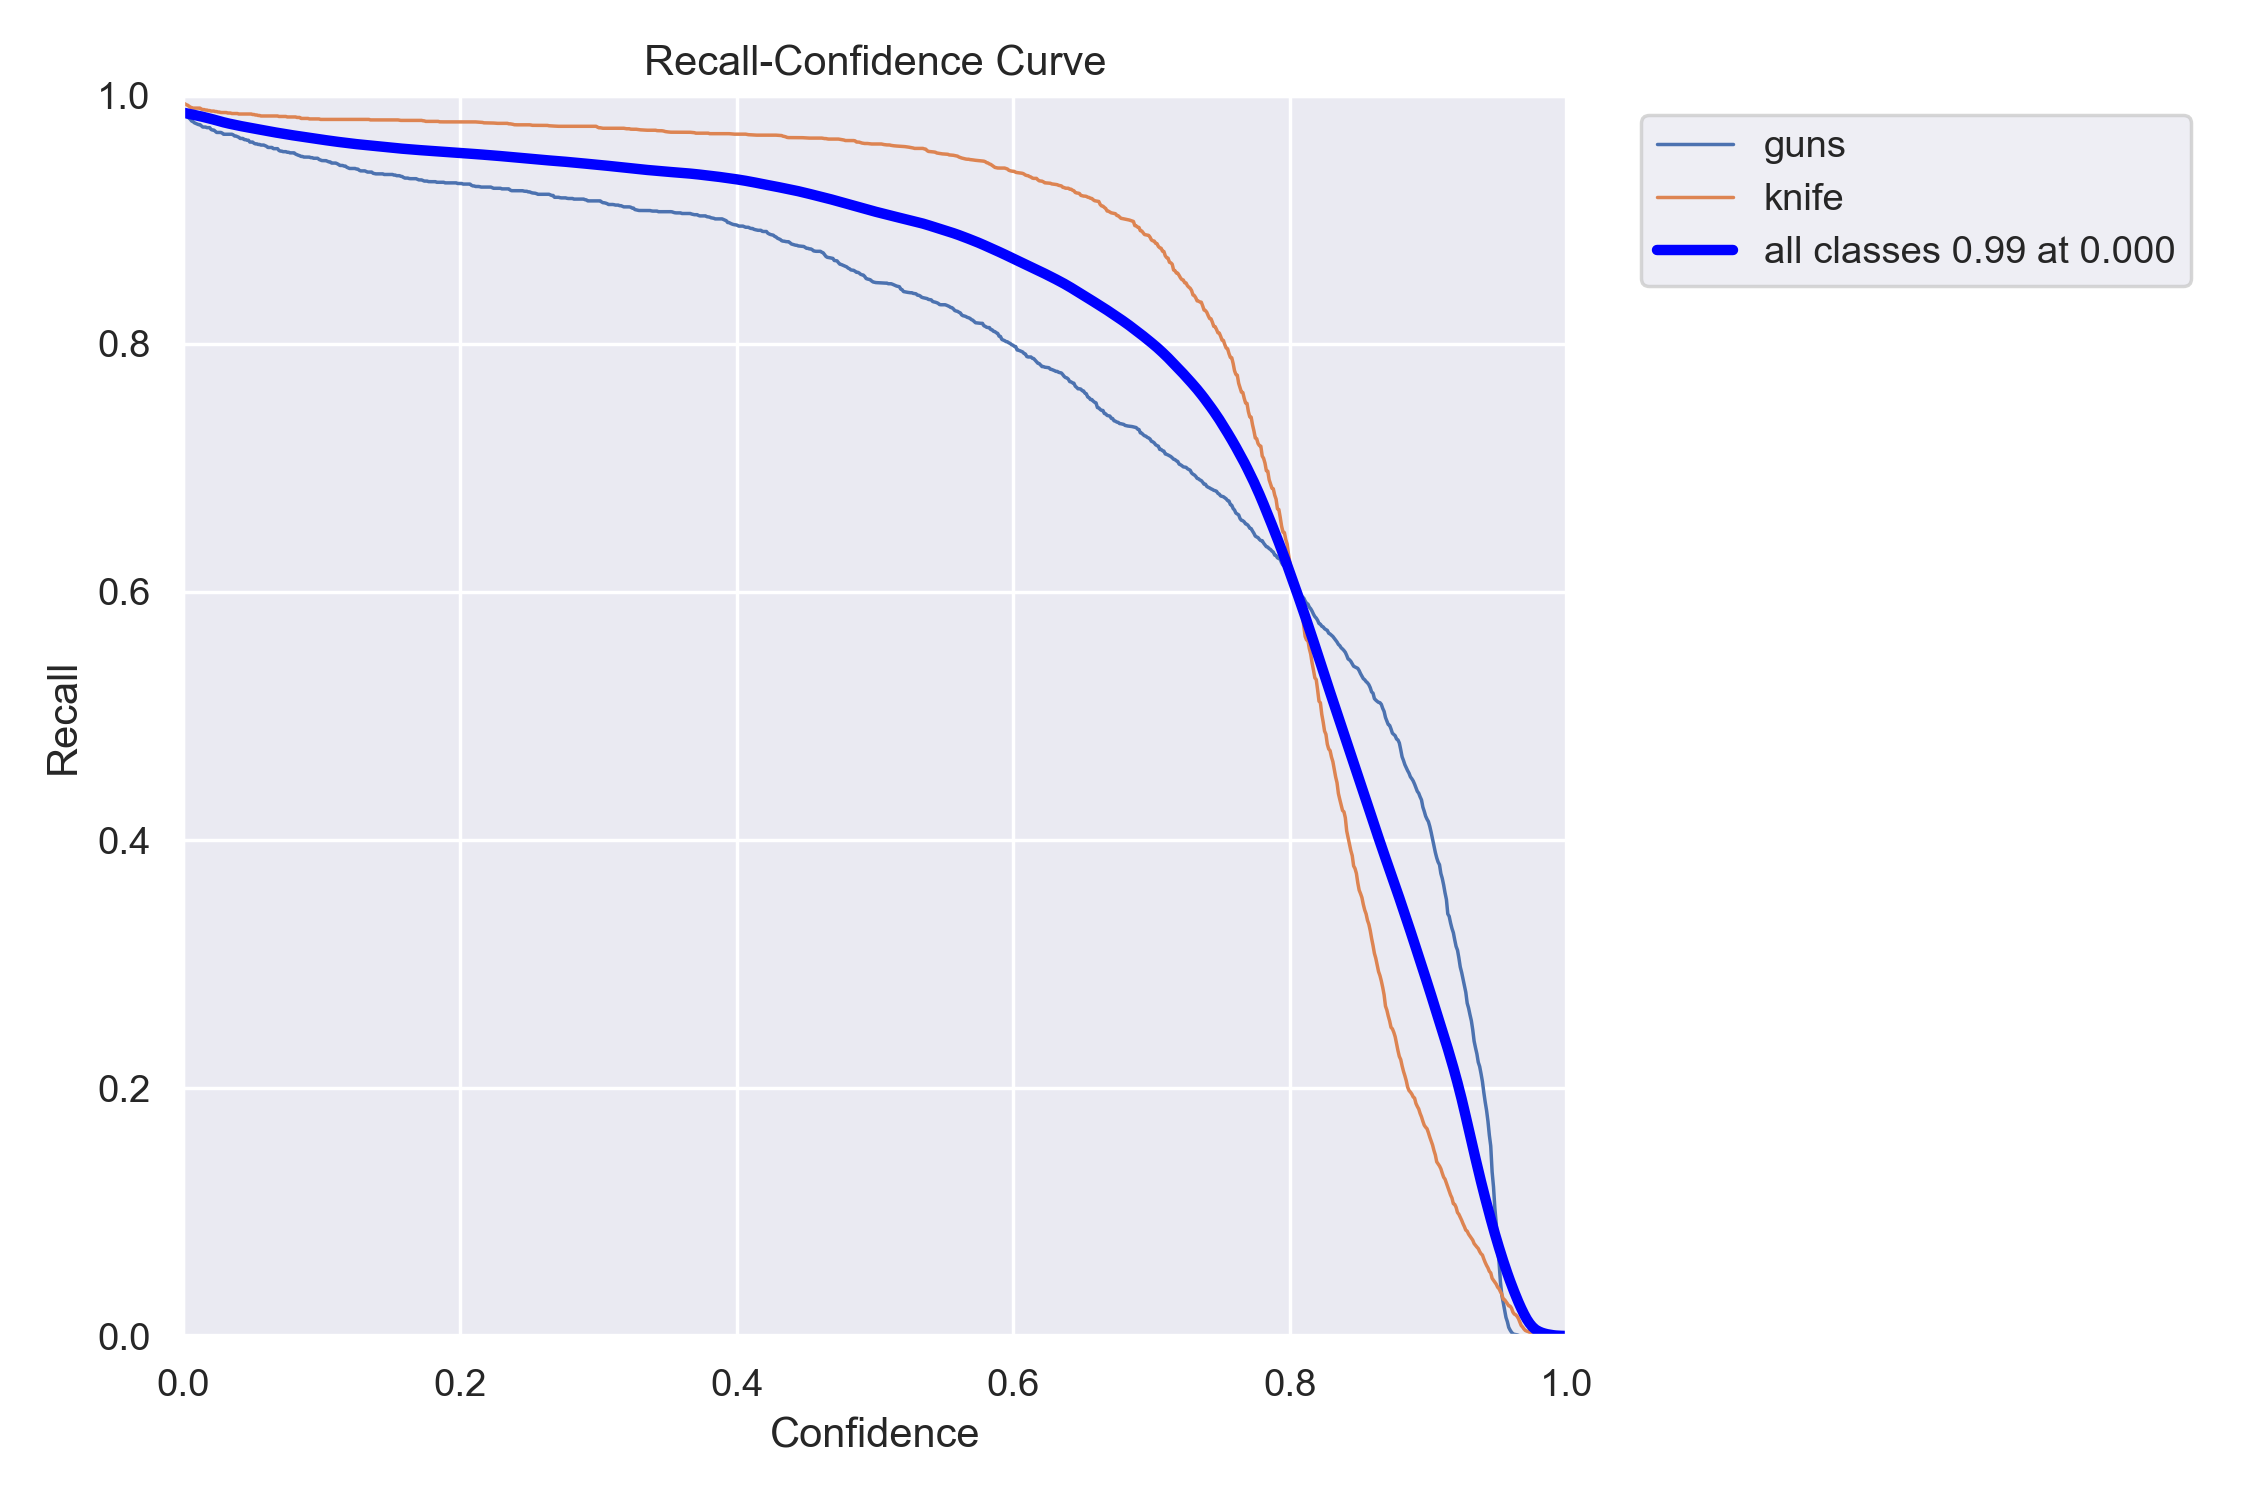 Recall-Confidence Curve
1.0
0.8
0.6
0.4
0.2
0.0
Recall
0.0 0.2 0.4 0.6 0.8 1.0
Confidence
guns
knife
all classes 0.99 at 0.000